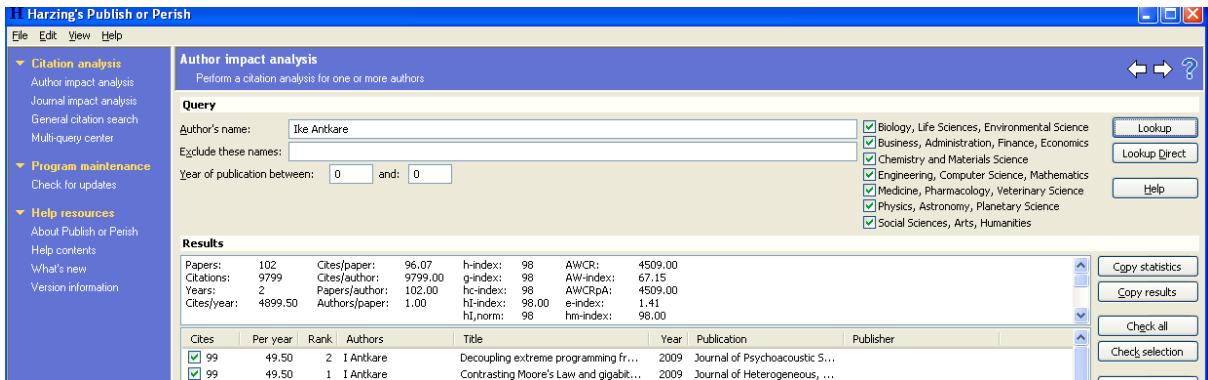 Harzing's Publish or Perish
File Edit View Help
Citation analysis
Author impact analysis
Journal impact analysis
General citation search
Multi-query center
Program maintenance
Check for updates
Help resources
About Publish or Perish
Help contents
What's new
Version information
Author impact analysis
Perform a citation analysis for one or more authors
Query
Author's name: Ike Antkare
Exclude these names:
Year of publication between: 0 and: 0
Biology, Life Sciences, Environmental Science
Business, Administration, Finance, Economics
Chemistry and Materials Science
Engineering, Computer Science, Mathematics
Medicine, Pharmacology, Veterinary Science
Physics, Astronomy, Planetary Science
Social Sciences, Arts, Humanities
Lookup
Lookup Direct
Help
Results
Papers: 102 Cites/paper: 96.07 h-index: 98 AWCR: 4509.00
Citations: 9799 Cites/author: 9799.00 g-index: 98 AW-index: 67.15
Years: 2 Papers/author: 102.00 hc-index: 98 AWCRpA: 4509.00
Cites/year: 4899.50 Authors/paper: 1.00 hI-index: 98.00 e-index: 1.41
hI,norm: 98 hm-index: 98.00
Copy statistics
Copy results
Check all
Check selection
Cites Per year Rank Authors Title Year Publication Publisher
99 49.50 2 I Antkare Decoupling extreme programming fr... 2009 Journal of Psychoacoustic S...
99 49.50 1 I Antkare Contrasting Moore's Law and gigabit... 2009 Journal of Heterogeneous, ...